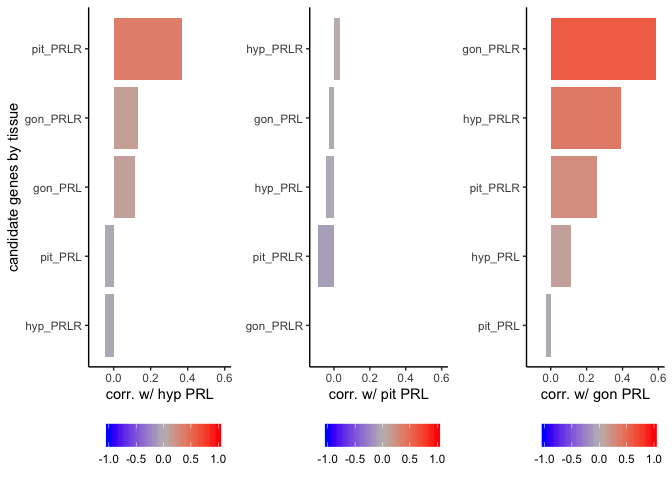 candidate genes by tissue
pit_PRLR
gon_PRLR
gon_PRL
pit_PRL
hyp_PRLR
0.0 0.2 0.4 0.6
corr. w/ hyp PRL
-1.0 -0.5 0.0 0.5 1.0
hyp_PRLR
gon_PRL
hyp_PRL
pit_PRLR
gon_PRLR
0.0 0.2 0.4 0.6
corr. w/ pit PRL
-1.0 -0.5 0.0 0.5 1.0
gon_PRLR
hyp_PRLR
pit_PRLR
hyp_PRL
pit_PRL
0.0 0.2 0.4 0.6
corr. w/ gon PRL
-1.0 -0.5 0.0 0.5 1.0